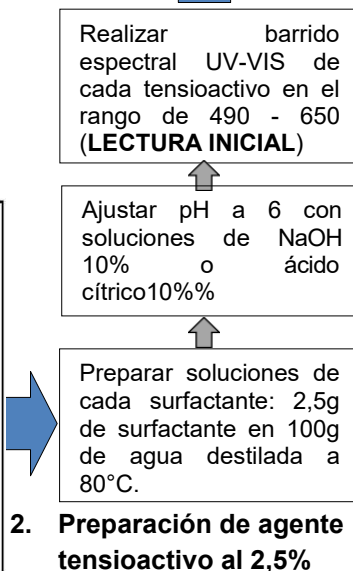 Realizar barrido
espectral UV-VIS de
cada tensioactivo en el
rango de 490 - 650
(LECTURA INICIAL)
Ajustar pH a 6 con
soluciones de NaOH
10% o ácido
cítrico10%%
Preparar soluciones de
cada surfactante: 2,5g
de surfactante en 100g
de agua destilada a
80°C.
2. Preparación de agente
tensioactivo al 2,5%